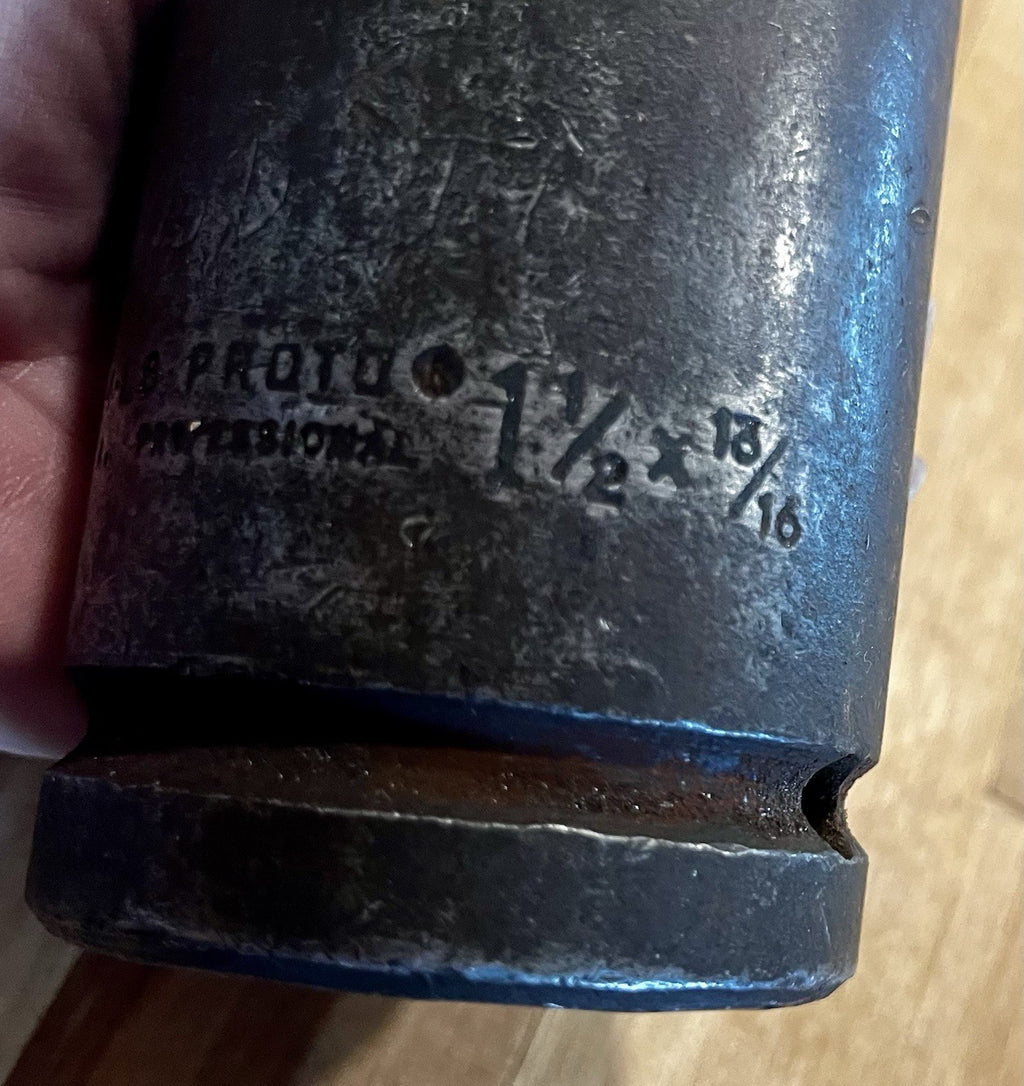 PROTO ® 1 1/2 x 13/16
PROFESSIONAL